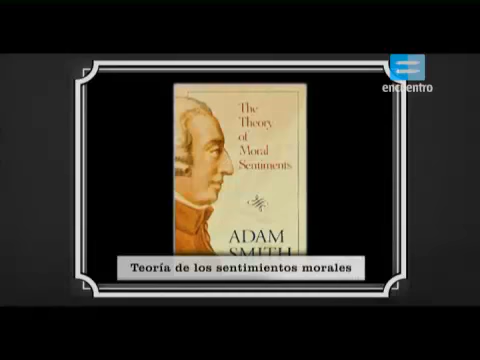 encuentro
The
Theory
of
Moral
Sentiments
ADAM
SMITH
Teoría de los sentimientos morales